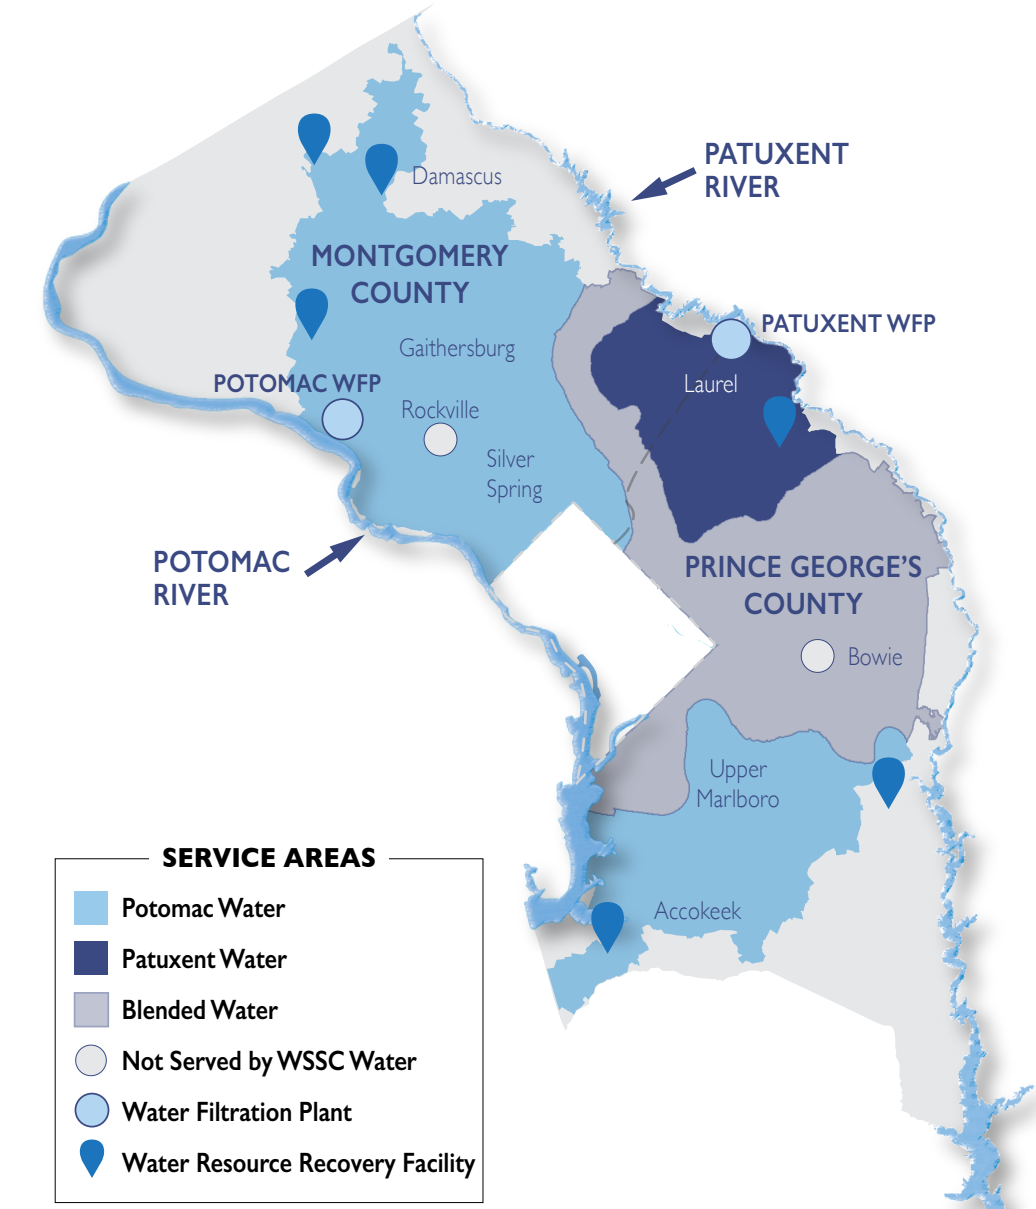 PATUXENT
RIVER
Damascus
MONTGOMERY
COUNTY
PATUXENT WFP
Gaithersburg
POTOMAC WFP
Laurel
Rockville
Silver
Spring
POTOMAC
RIVER
PRINCE GEORGE'S
COUNTY
Bowie
Upper
Marlboro
Accokeek
SERVICE AREAS
Potomac Water
Patuxent Water
Blended Water
Not Served by WSSC Water
Water Filtration Plant
Water Resource Recovery Facility